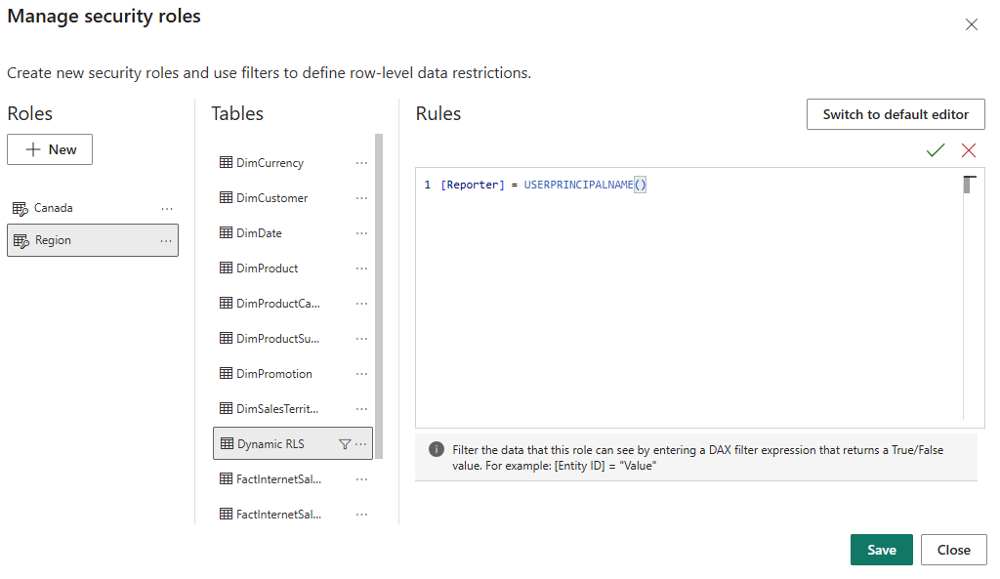 Manage security roles
Create new security roles and use filters to define row-level data restrictions.
Roles
New
Canada
Region
Tables
DimCurrency
DimCustomer
DimDate
DimProduct
DimProductCa...
DimProductSu...
DimPromotion
DimSalesTerrit...
Dynamic RLS
FactInternetSal...
FactInternetSal...
Rules
Switch to default editor
1 [Reporter] = USERPRINCIPALNAME()
Filter the data that this role can see by entering a DAX filter expression that returns a True/False
value. For example: [Entity ID] = "Value"
Save
Close